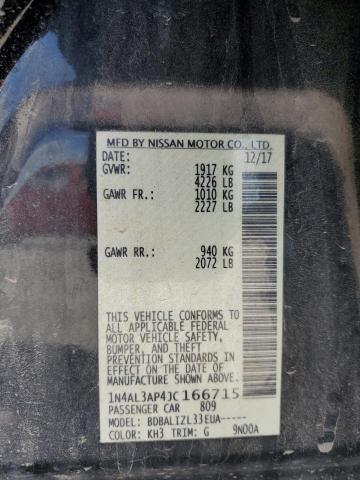 MFD BY NISSAN MOTOR CO., LTD.
DATE: 12/17
GVWR: 1917 KG
4226 LB
GAWR FR.: 1010 KG
2227 LB
GAWR RR.: 940 KG
2072 LB
THIS VEHICLE CONFORMS TO
ALL APPLICABLE FEDERAL
MOTOR VEHICLE SAFETY,
BUMPER, AND THEFT
PREVENTION STANDARDS IN
EFFECT ON THE DATE OF
MANUFACTURE SHOWN ABOVE.
1N4AL3AP4JC166715
PASSENGER CAR 809
MODEL: BDBALIZL33EUA-----
COLOR: KH3 TRIM: G 9N00A